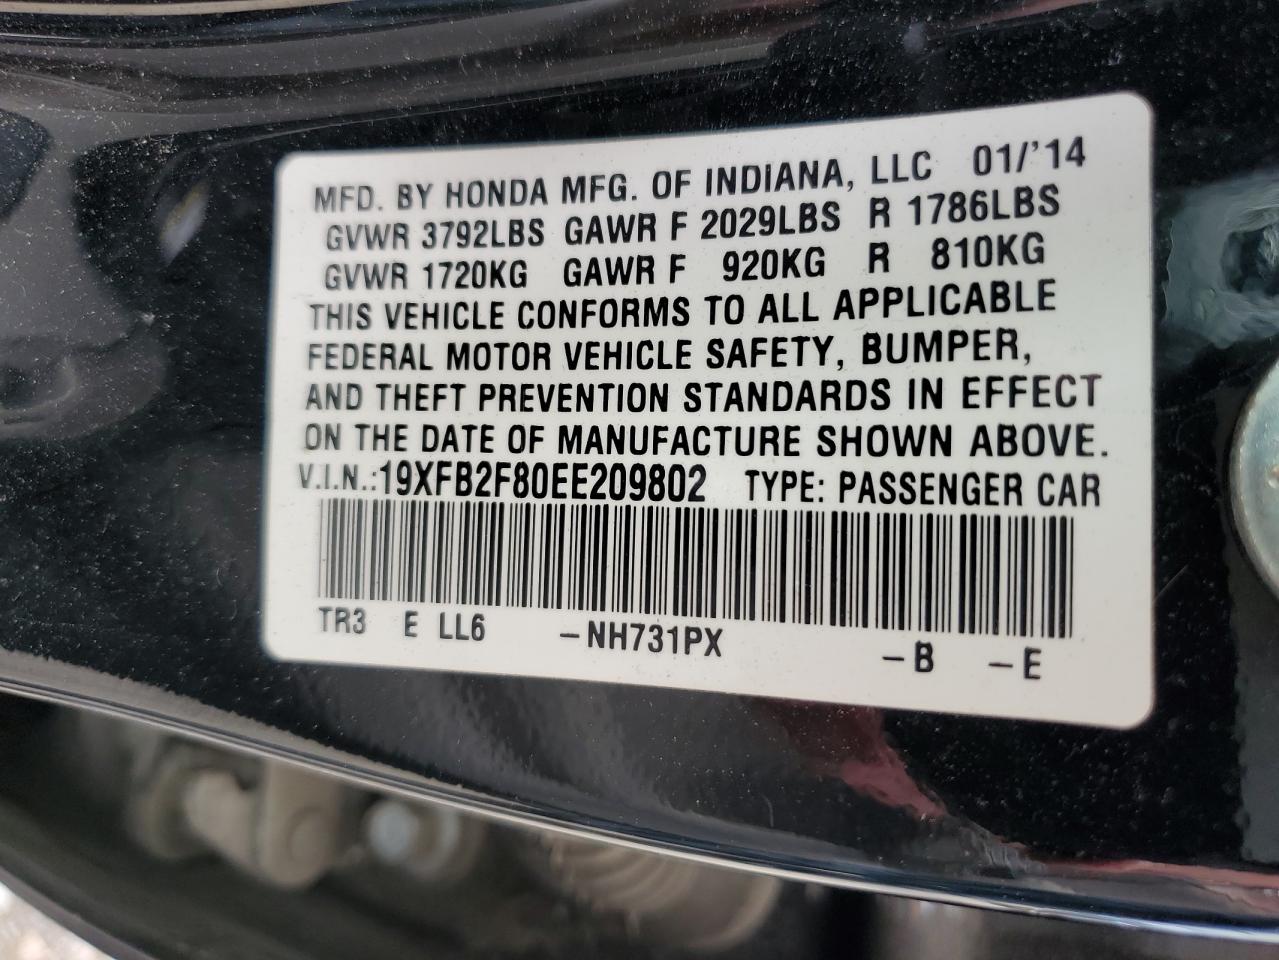 MFD. BY HONDA MFG. OF INDIANA, LLC 01/'14
GVWR 3792LBS GAWR F 2029LBS R 1786LBS
GVWR 1720KG GAWR F 920KG R 810KG
THIS VEHICLE CONFORMS TO ALL APPLICABLE
FEDERAL MOTOR VEHICLE SAFETY, BUMPER,
AND THEFT PREVENTION STANDARDS IN EFFECT
ON THE DATE OF MANUFACTURE SHOWN ABOVE.
V.I.N.:19XFB2F80EE209802 TYPE: PASSENGER CAR
TR3 E LL6 -NH731PX -B -E